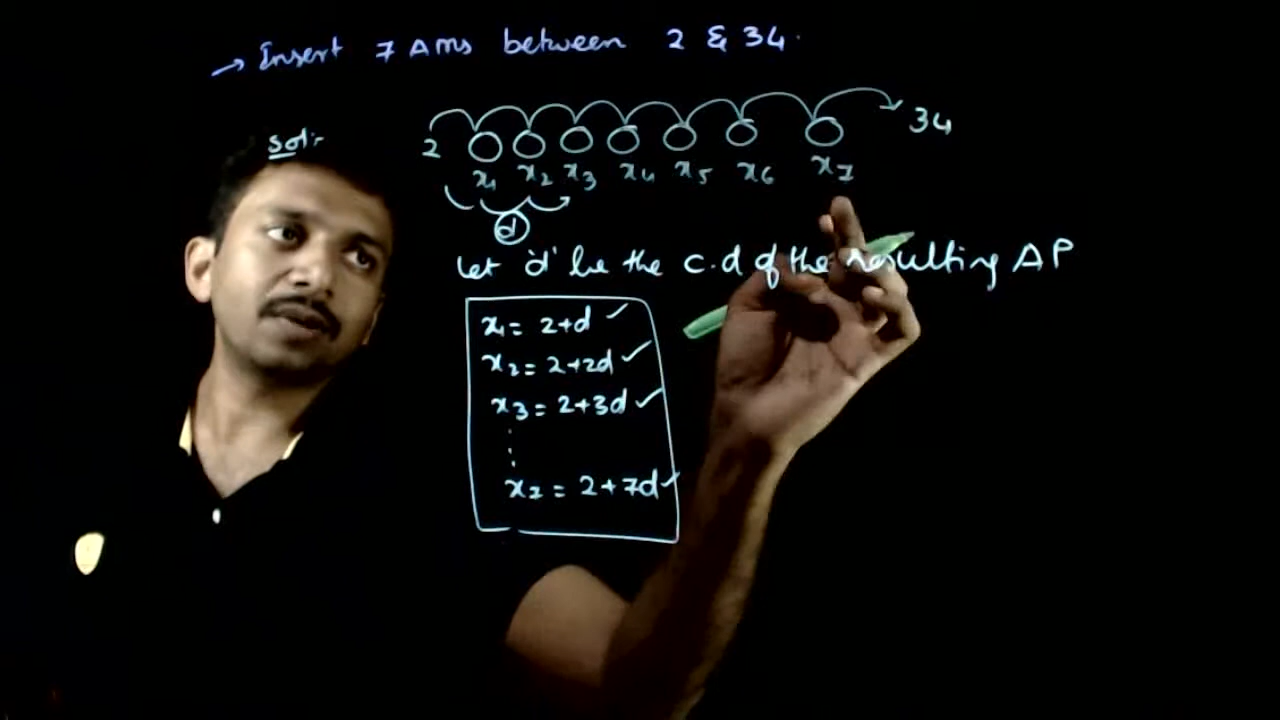 → Insert 7 AMs between 2 & 34.
Sol:-
2 34
x₁ x₂ x₃ x₄ x₅ x₆ x₇
d
Let 'd' be the c.d of the resulting AP
x₁ = 2+d ✓
x₂ = 2+2d ✓
x₃ = 2+3d ✓
⋮
x₇ = 2+7d ✓